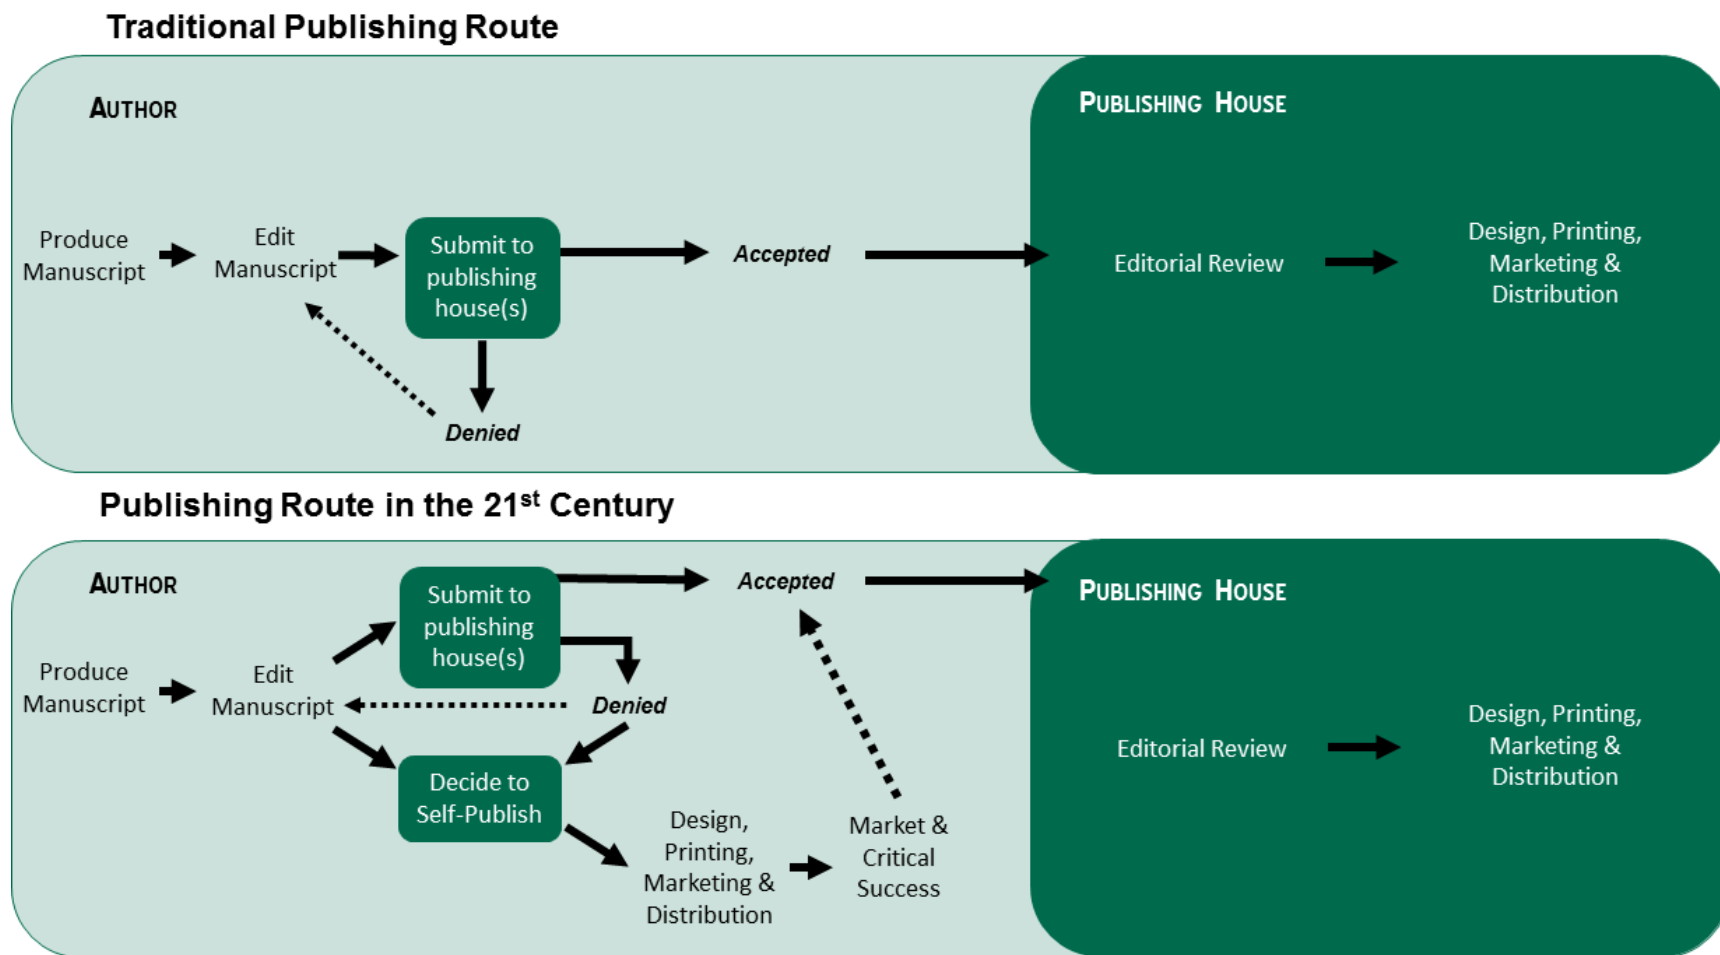 Traditional Publishing Route
AUTHOR
PUBLISHING HOUSE
Produce
Manuscript
Edit
Manuscript
Submit to
publishing
house(s)
Accepted
Denied
Editorial Review
Design, Printing,
Marketing &
Distribution
Publishing Route in the 21st Century
AUTHOR
PUBLISHING HOUSE
Produce
Manuscript
Edit
Manuscript
Submit to
publishing
house(s)
Accepted
Denied
Decide to
Self-Publish
Design,
Printing,
Marketing &
Distribution
Market &
Critical
Success
Editorial Review
Design, Printing,
Marketing &
Distribution